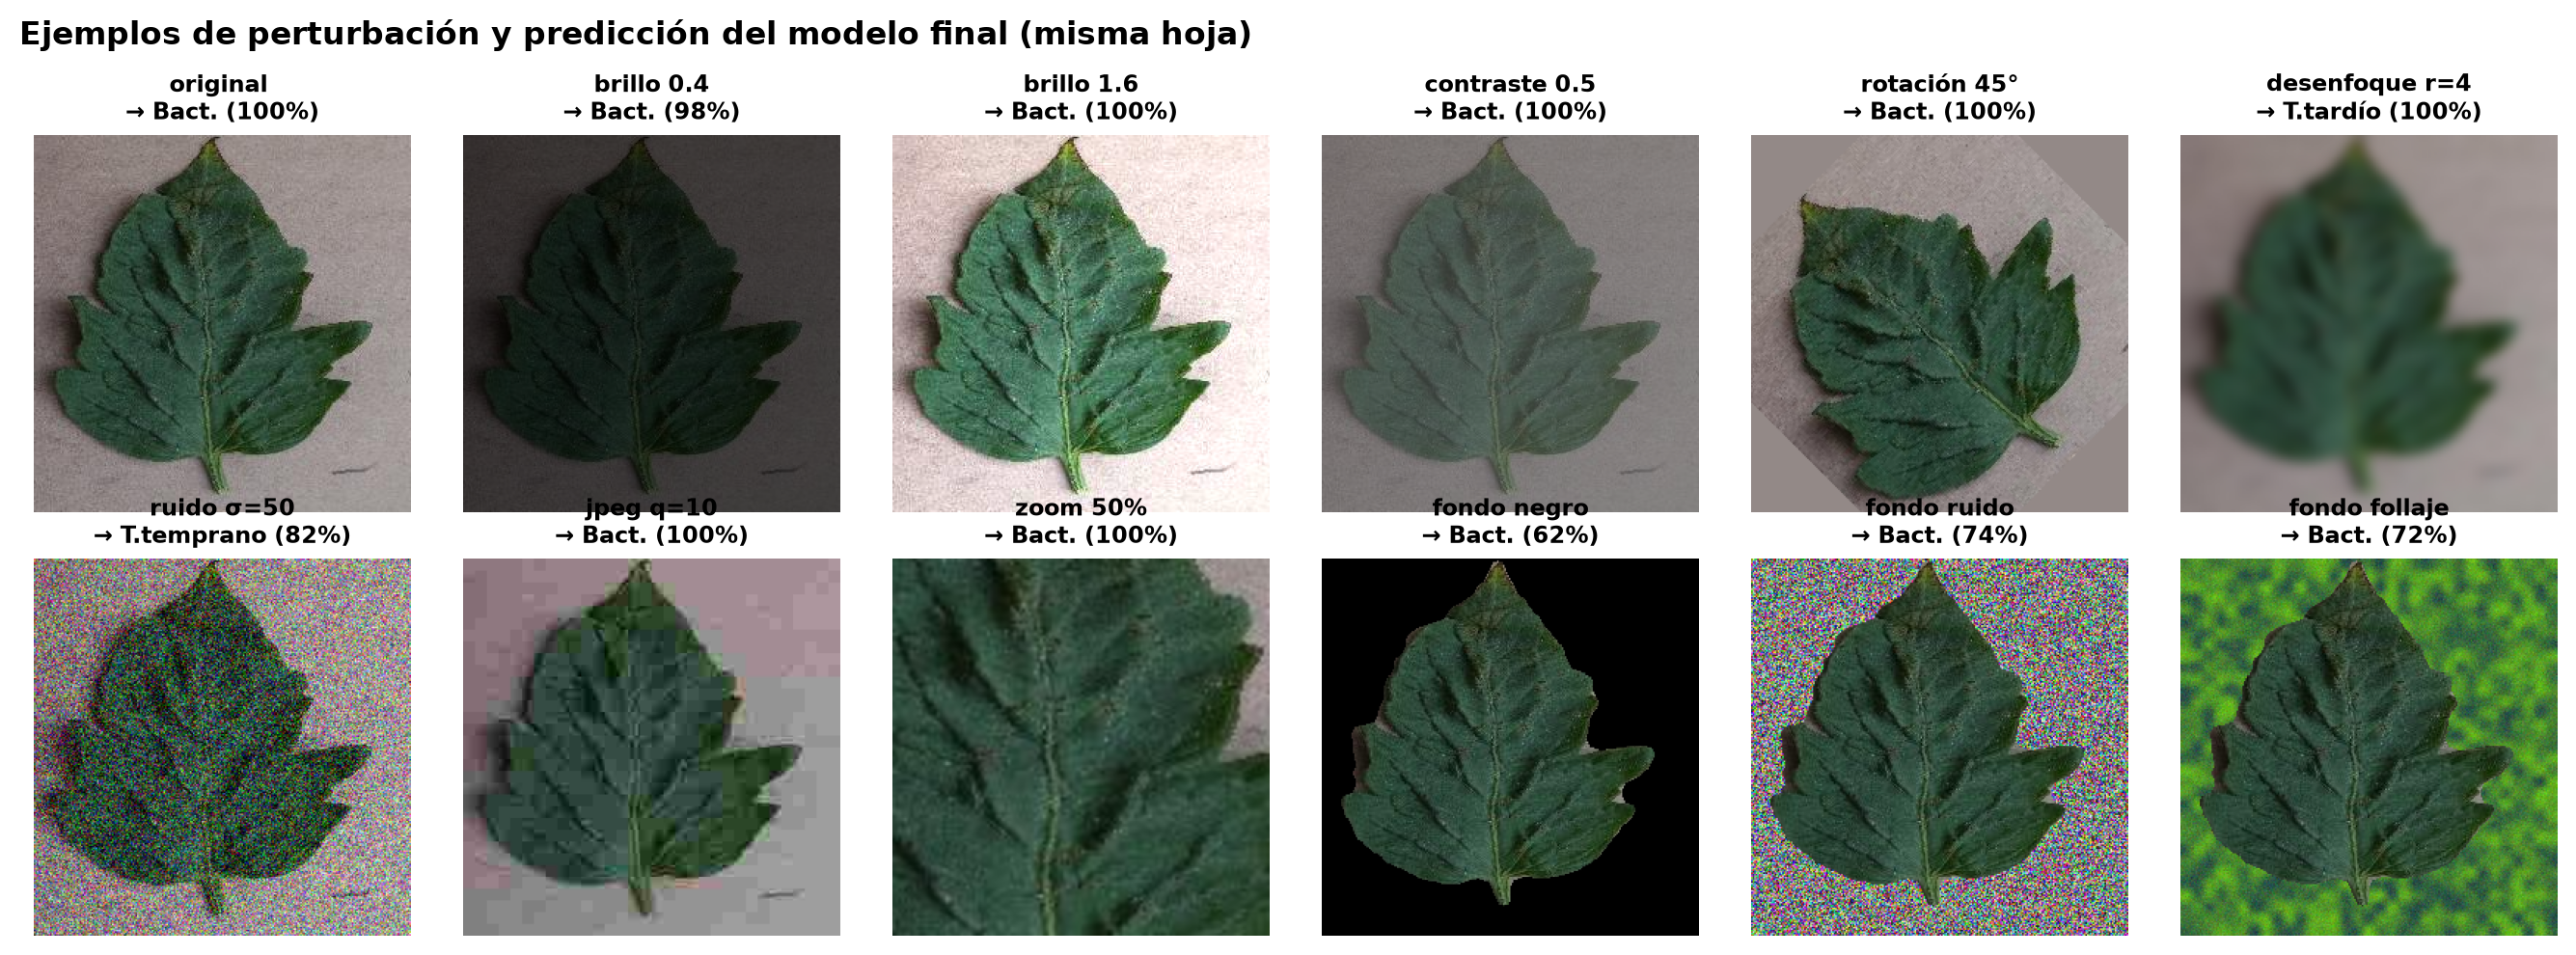 Ejemplos de perturbación y predicción del modelo final (misma hoja)
original
→ Bact. (100%)
brillo 0.4
→ Bact. (98%)
brillo 1.6
→ Bact. (100%)
contraste 0.5
→ Bact. (100%)
rotación 45°
→ Bact. (100%)
desenfoque r=4
→ T.tardío (100%)
ruido σ=50
→ T.temprano (82%)
jpeg q=10
→ Bact. (100%)
zoom 50%
→ Bact. (100%)
fondo negro
→ Bact. (62%)
fondo ruido
→ Bact. (74%)
fondo follaje
→ Bact. (72%)